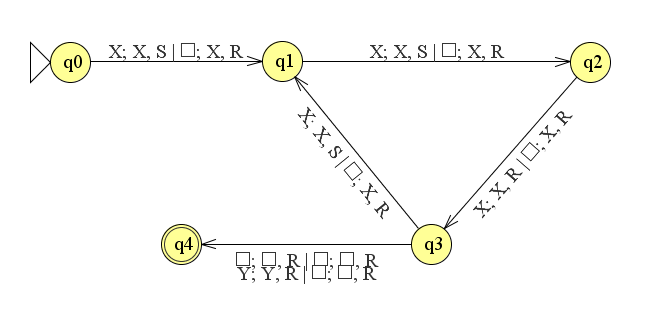 X; X, S | □; X, R
X; X, S | □; X, R
q0
q1
q2
X; X, S | □; X, R
X; X, R | □; X, R
q4
q3
□; □, R | □; □, R
Y; Y, R | □; □, R